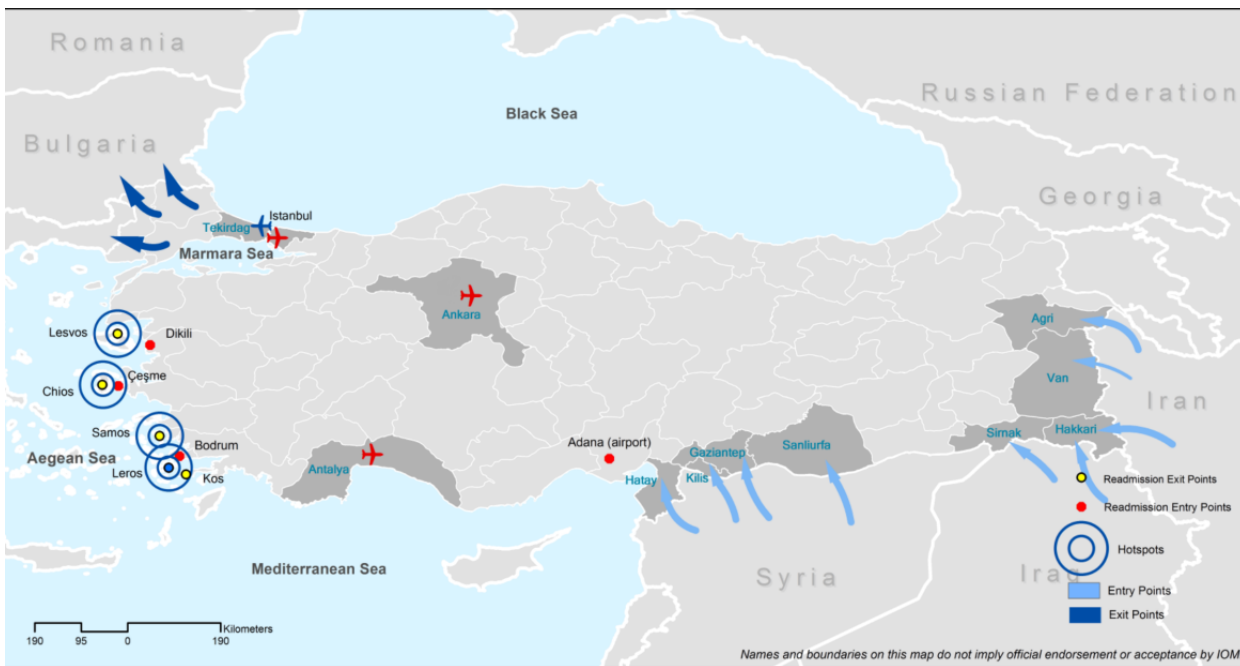 Romania
Russian Federation
Black Sea
Bulgaria
Georgia
Istanbul
Tekirdag
Marmara Sea
Ankara
Agri
Lesvos
Dikili
Van
Çeşme
Chios
Iran
Samos
Bodrum
Sirnak
Hakkari
Adana (airport)
Gaziantep
Sanliurfa
Aegean Sea
Antalya
Leros
Kos
Hatay
Kilis
Readmission Exit Points
Readmission Entry Points
Hotspots
Mediterranean Sea
Syria
Iraq
Entry Points
Exit Points
Kilometers
190 95 0 190
Names and boundaries on this map do not imply official endorsement or acceptance by IOM